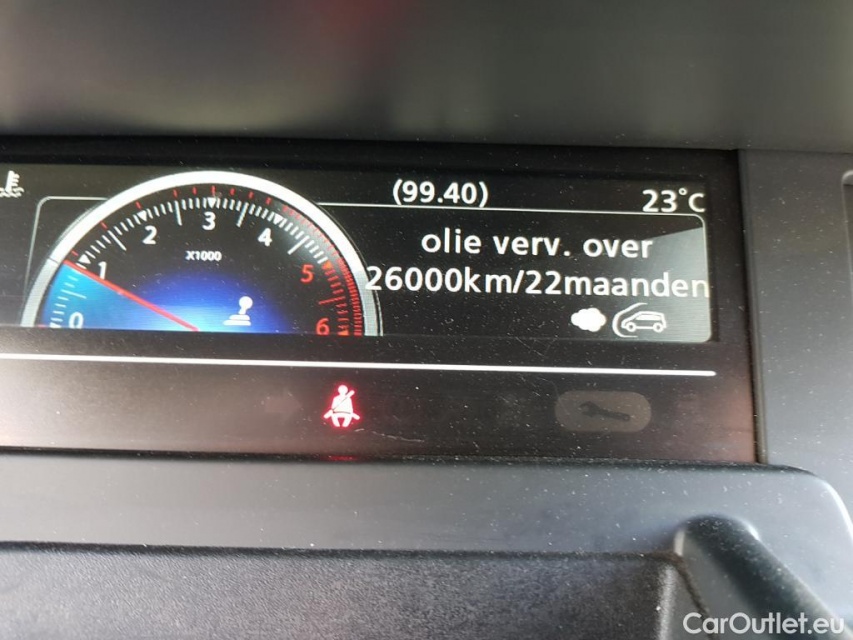 (99.40)
23°C
olie verv. over
26000km/22maanden
0
1
2
3
4
5
6
X1000
CarOutlet.eu